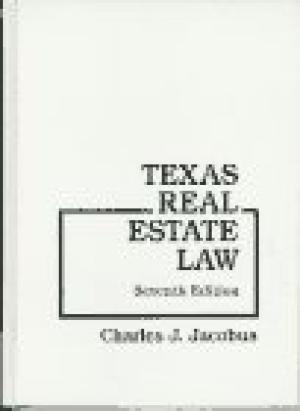 TEXAS
REAL
ESTATE
LAW
Seventh Edition
Charles J. Jacobus